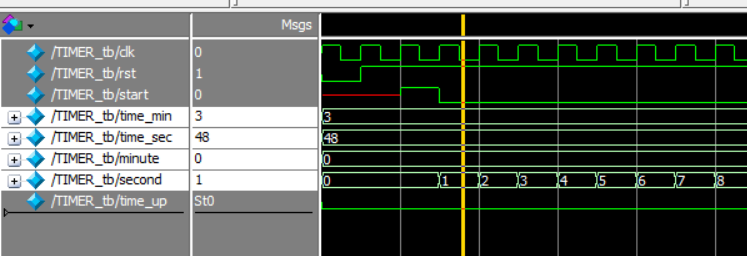 Msgs
/TIMER_tb/clk 0
/TIMER_tb/rst 1
/TIMER_tb/start 0
/TIMER_tb/time_min 3 3
/TIMER_tb/time_sec 48 48
/TIMER_tb/minute 0 0
/TIMER_tb/second 1 0 1 2 3 4 5 6 7 8
/TIMER_tb/time_up St0